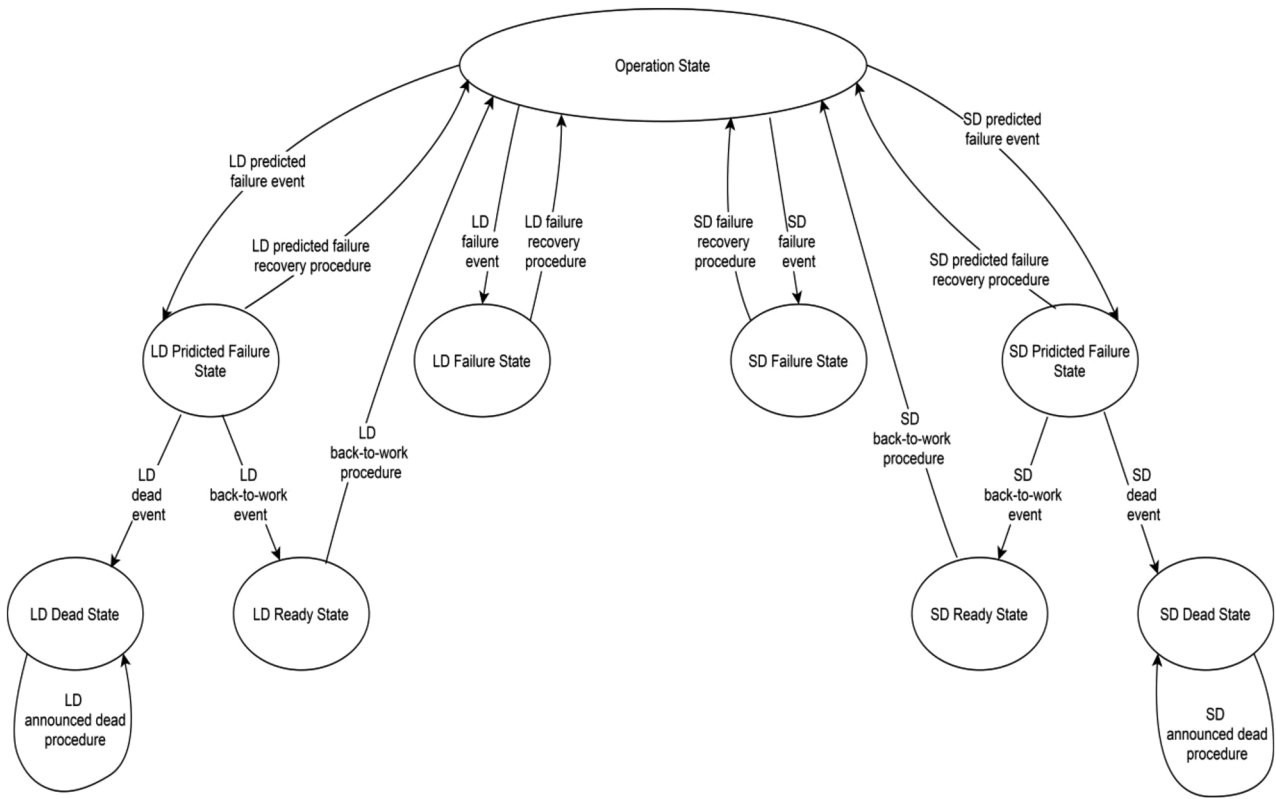 Operation State
LD predicted
failure event
SD predicted
failure event
LD predicted failure
recovery procedure
LD
failure
event
LD failure
recovery
procedure
SD failure
recovery
procedure
SD
failure
event
SD predicted failure
recovery procedure
LD Pridicted Failure
State
LD Failure State
SD Failure State
SD Pridicted Failure
State
LD
dead
event
LD
back-to-work
event
LD
back-to-work
procedure
SD
back-to-work
procedure
SD
back-to-work
event
SD
dead
event
LD Dead State
LD Ready State
SD Ready State
SD Dead State
LD
announced dead
procedure
SD
announced dead
procedure